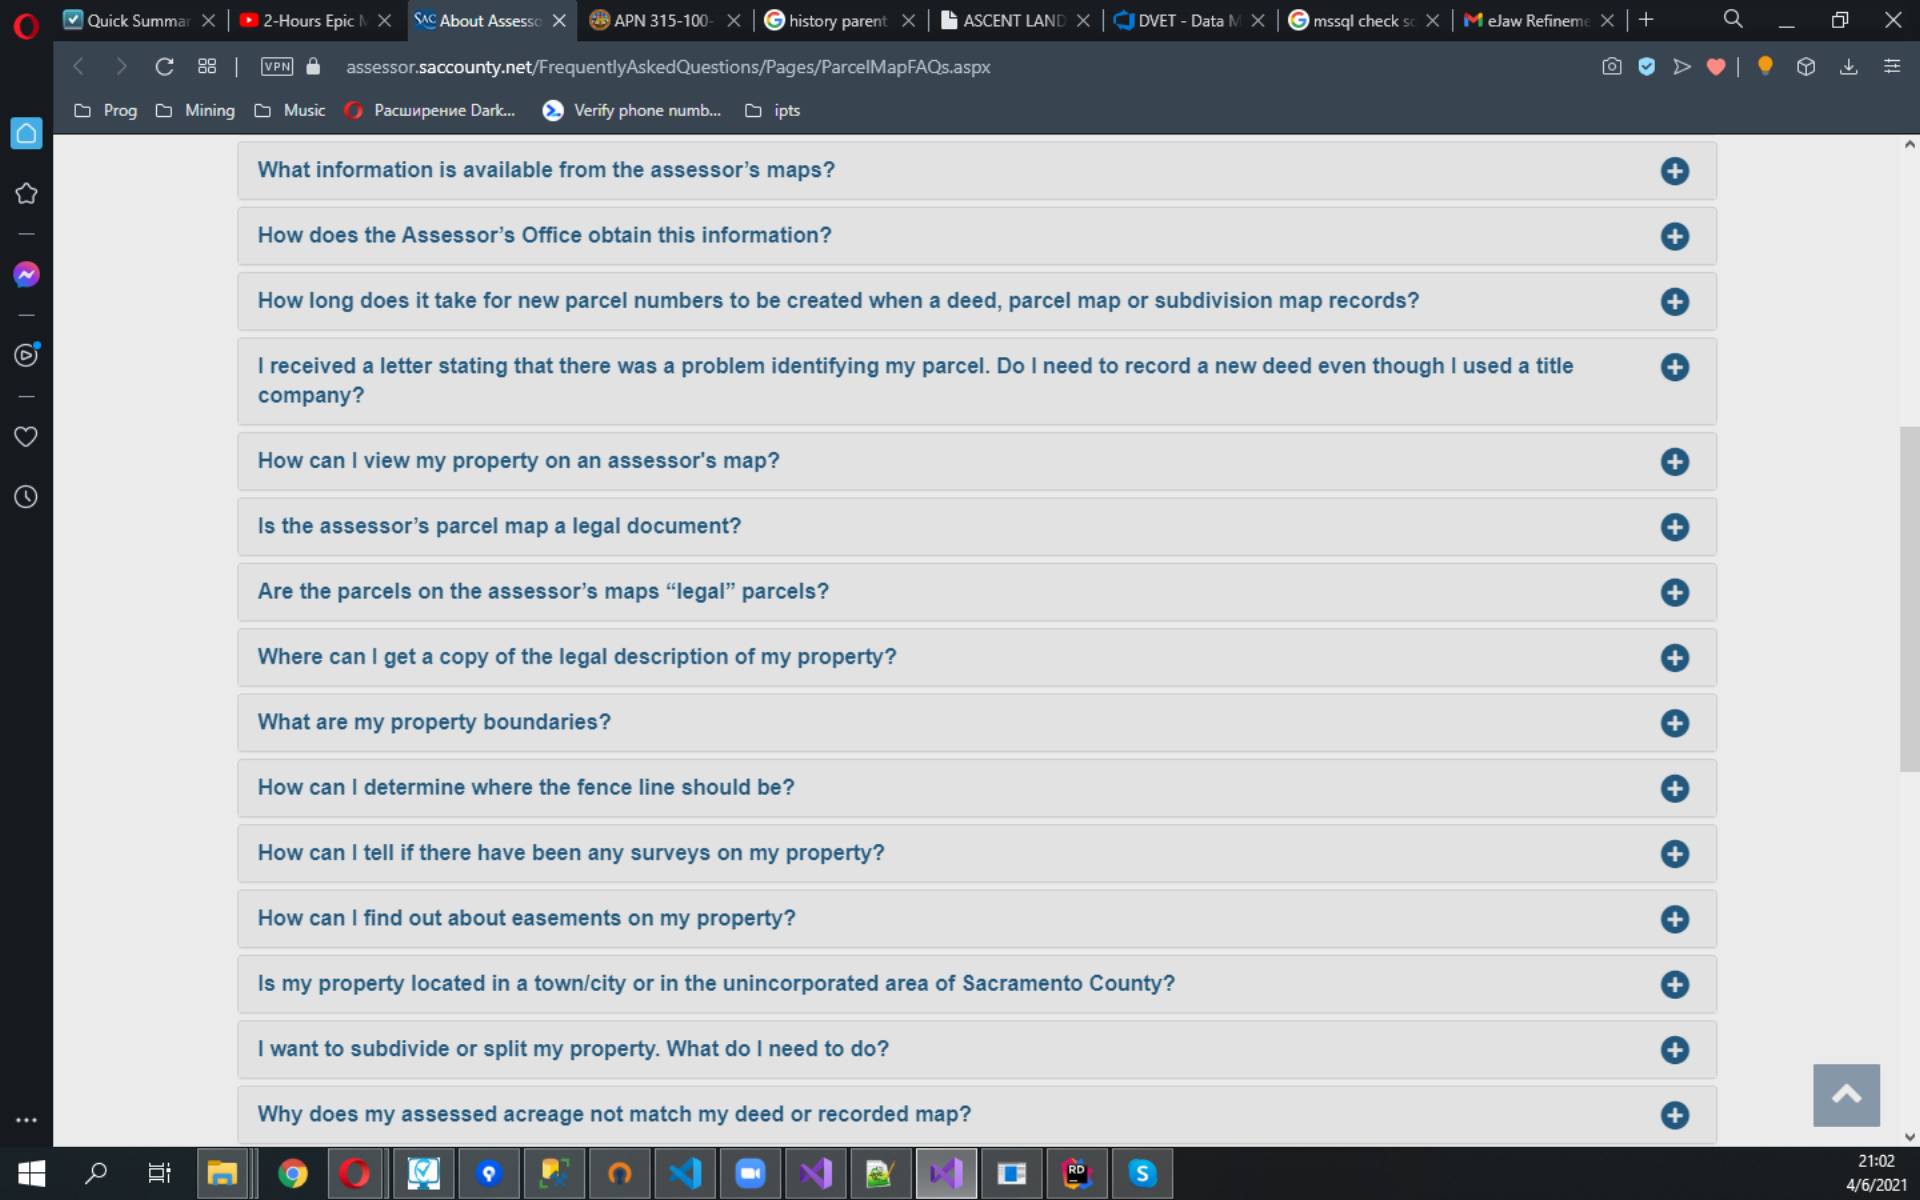 Quick Summar
2-Hours Epic M
SAC About Assesso
APN 315-100-
history parent
ASCENT LAND
DVET - Data M
mssql check sc
eJaw Refineme
VPN
assessor.saccounty.net/FrequentlyAskedQuestions/Pages/ParcelMapFAQs.aspx
Prog
Mining
Music
Расширение Dark...
Verify phone numb...
ipts
What information is available from the assessor’s maps?
How does the Assessor’s Office obtain this information?
How long does it take for new parcel numbers to be created when a deed, parcel map or subdivision map records?
I received a letter stating that there was a problem identifying my parcel. Do I need to record a new deed even though I used a title
company?
How can I view my property on an assessor's map?
Is the assessor’s parcel map a legal document?
Are the parcels on the assessor’s maps “legal” parcels?
Where can I get a copy of the legal description of my property?
What are my property boundaries?
How can I determine where the fence line should be?
How can I tell if there have been any surveys on my property?
How can I find out about easements on my property?
Is my property located in a town/city or in the unincorporated area of Sacramento County?
I want to subdivide or split my property. What do I need to do?
Why does my assessed acreage not match my deed or recorded map?
RD
21:02
4/6/2021